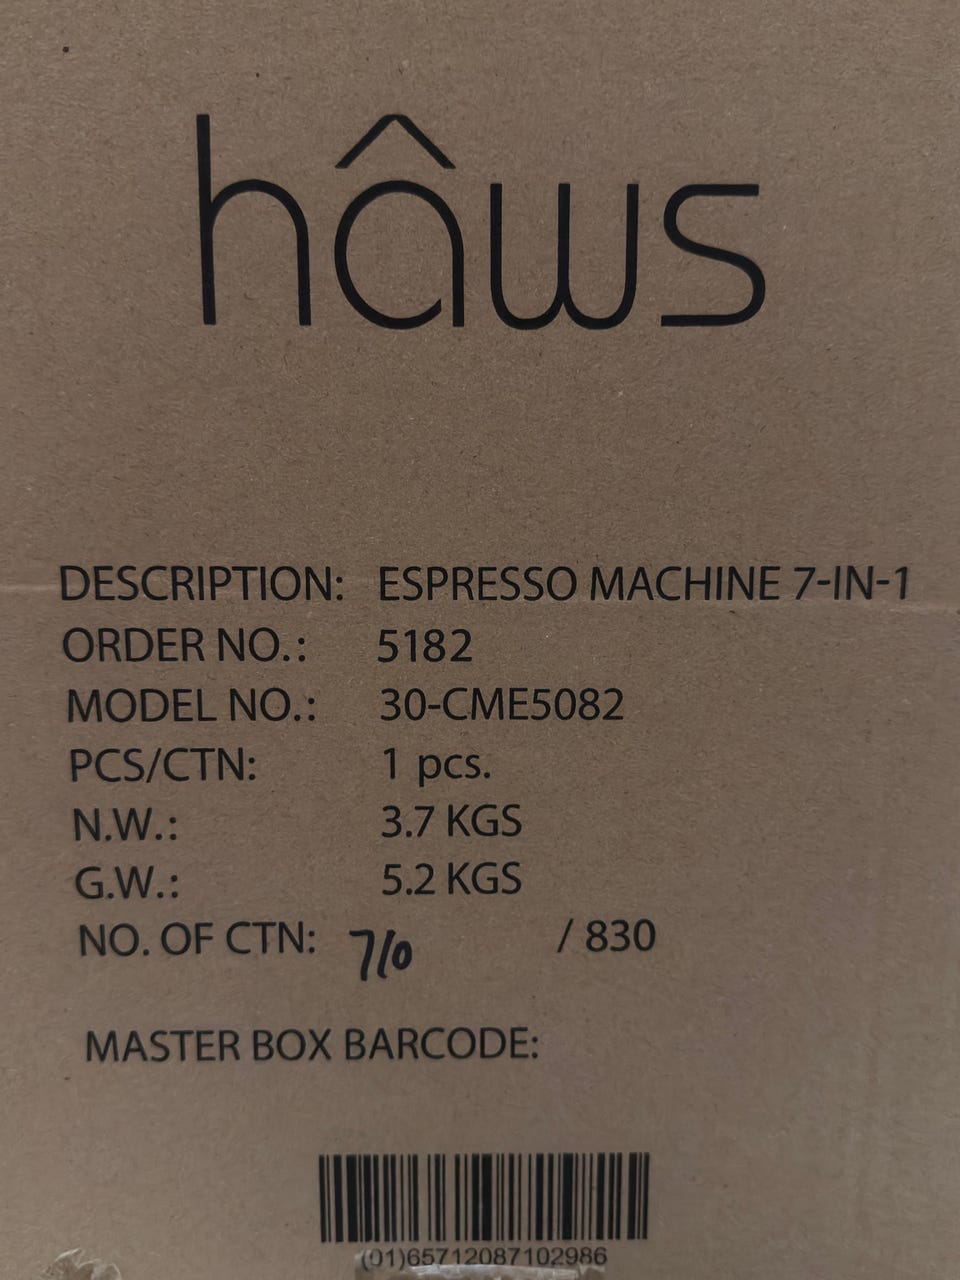 hâws
DESCRIPTION: ESPRESSO MACHINE 7-IN-1
ORDER NO.: 5182
MODEL NO.: 30-CME5082
PCS/CTN: 1 pcs.
N.W.: 3.7 KGS
G.W.: 5.2 KGS
NO. OF CTN: 710 / 830
MASTER BOX BARCODE:
(01)65712087102986